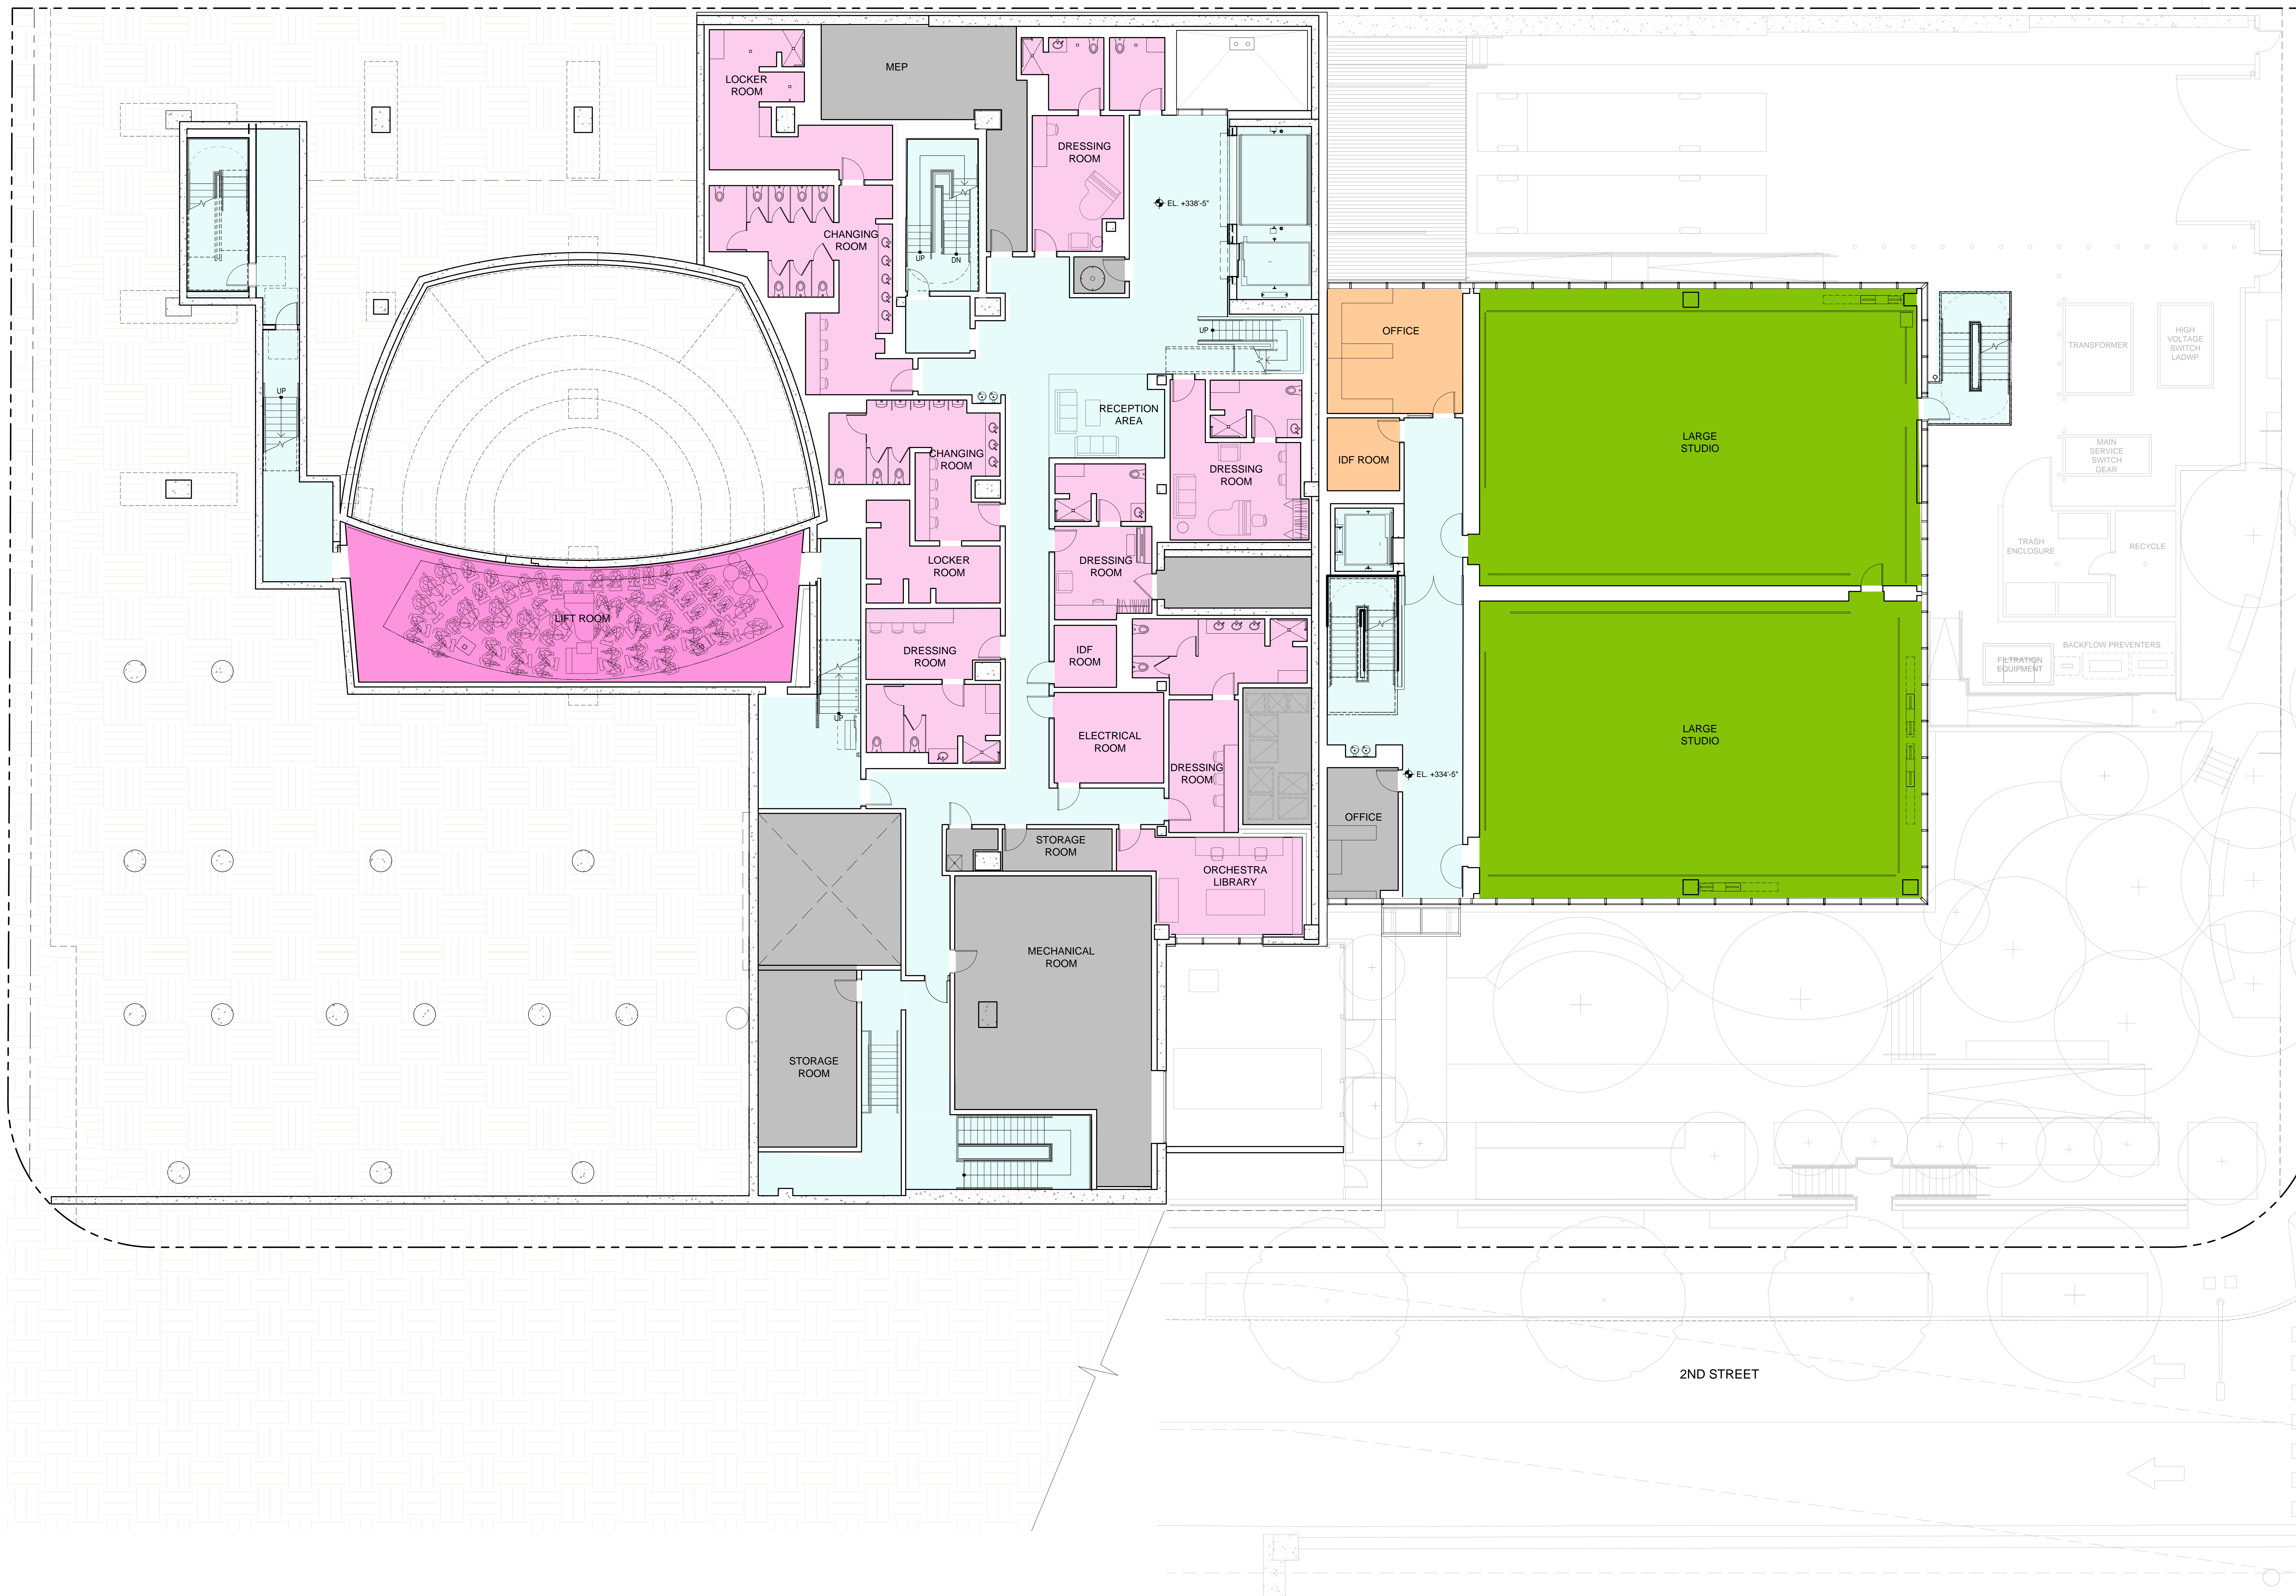 MEP
LOCKER
ROOM
DRESSING
ROOM
EL. +338'-5"
CHANGING
ROOM
UP
DN
UP
OFFICE
TRANSFORMER
HIGH
VOLTAGE
SWITCH
LADWP
UP
RECEPTION
AREA
LARGE
STUDIO
MAIN
SERVICE
SWITCH
GEAR
CHANGING
ROOM
IDF ROOM
DRESSING
ROOM
TRASH
ENCLOSURE
RECYCLE
LOCKER
ROOM
DRESSING
ROOM
LIFT ROOM
DRESSING
ROOM
IDF
ROOM
BACKFLOW PREVENTERS
FILTRATION
EQUIPMENT
UP
ELECTRICAL
ROOM
LARGE
STUDIO
DRESSING
ROOM
EL. +334'-5"
OFFICE
STORAGE
ROOM
ORCHESTRA
LIBRARY
MECHANICAL
ROOM
STORAGE
ROOM
2ND STREET